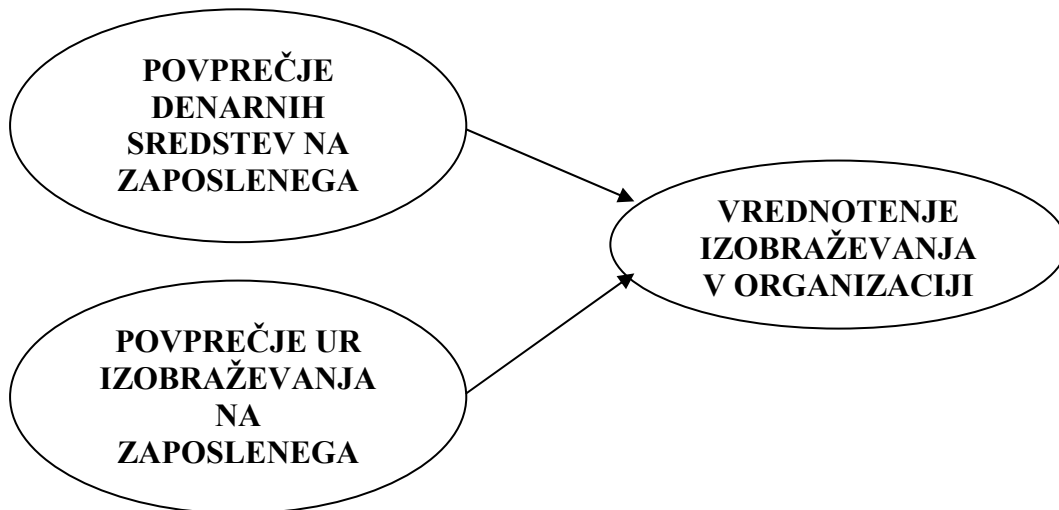 POVPREČJE
DENARNIH
SREDSTEV NA
ZAPOSLENEGA
VREDNOTENJE
IZOBRAŽEVANJA
V ORGANIZACIJI
POVPREČJE UR
IZOBRAŽEVANJA
NA
ZAPOSLENEGA